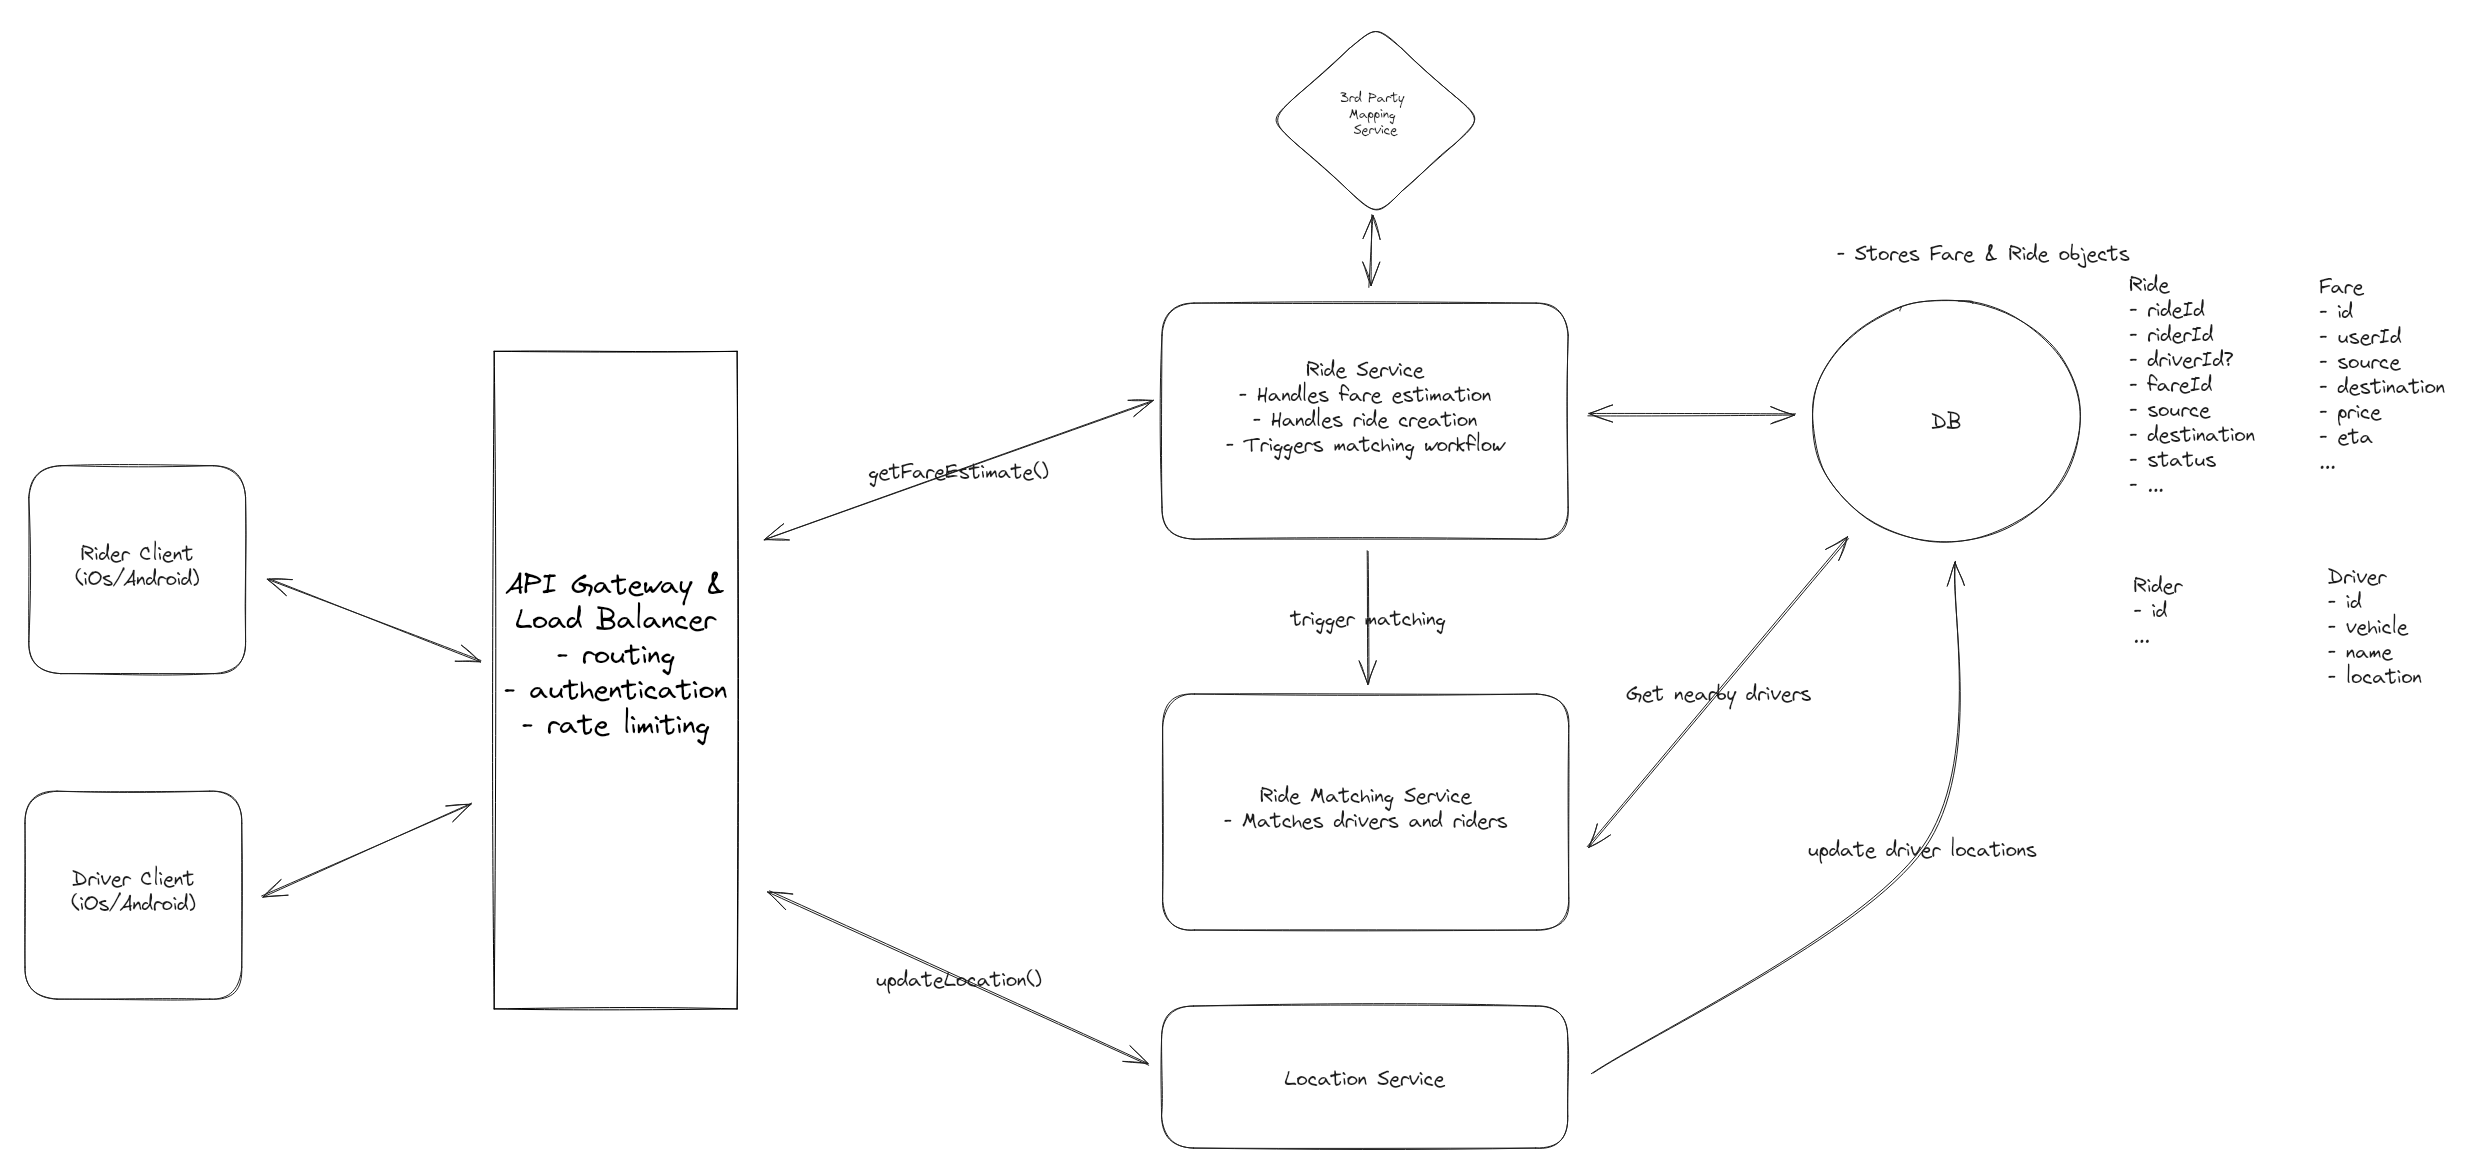 3rd Party
Mapping
Service
- Stores Fare & Ride objects
Ride
- rideId
- riderId
- driverId?
- fareId
- source
- destination
- status
- ...
Fare
- id
- userId
- source
- destination
- price
- eta
...
Ride Service
- Handles fare estimation
- Handles ride creation
- Triggers matching workflow
DB
getFareEstimate()
Rider Client
(iOs/Android)
API Gateway &
Load Balancer
- routing
- authentication
- rate limiting
trigger matching
Rider
- id
...
Driver
- id
- vehicle
- name
- location
Get nearby drivers
Ride Matching Service
- Matches drivers and riders
update driver locations
Driver Client
(iOs/Android)
updateLocation()
Location Service